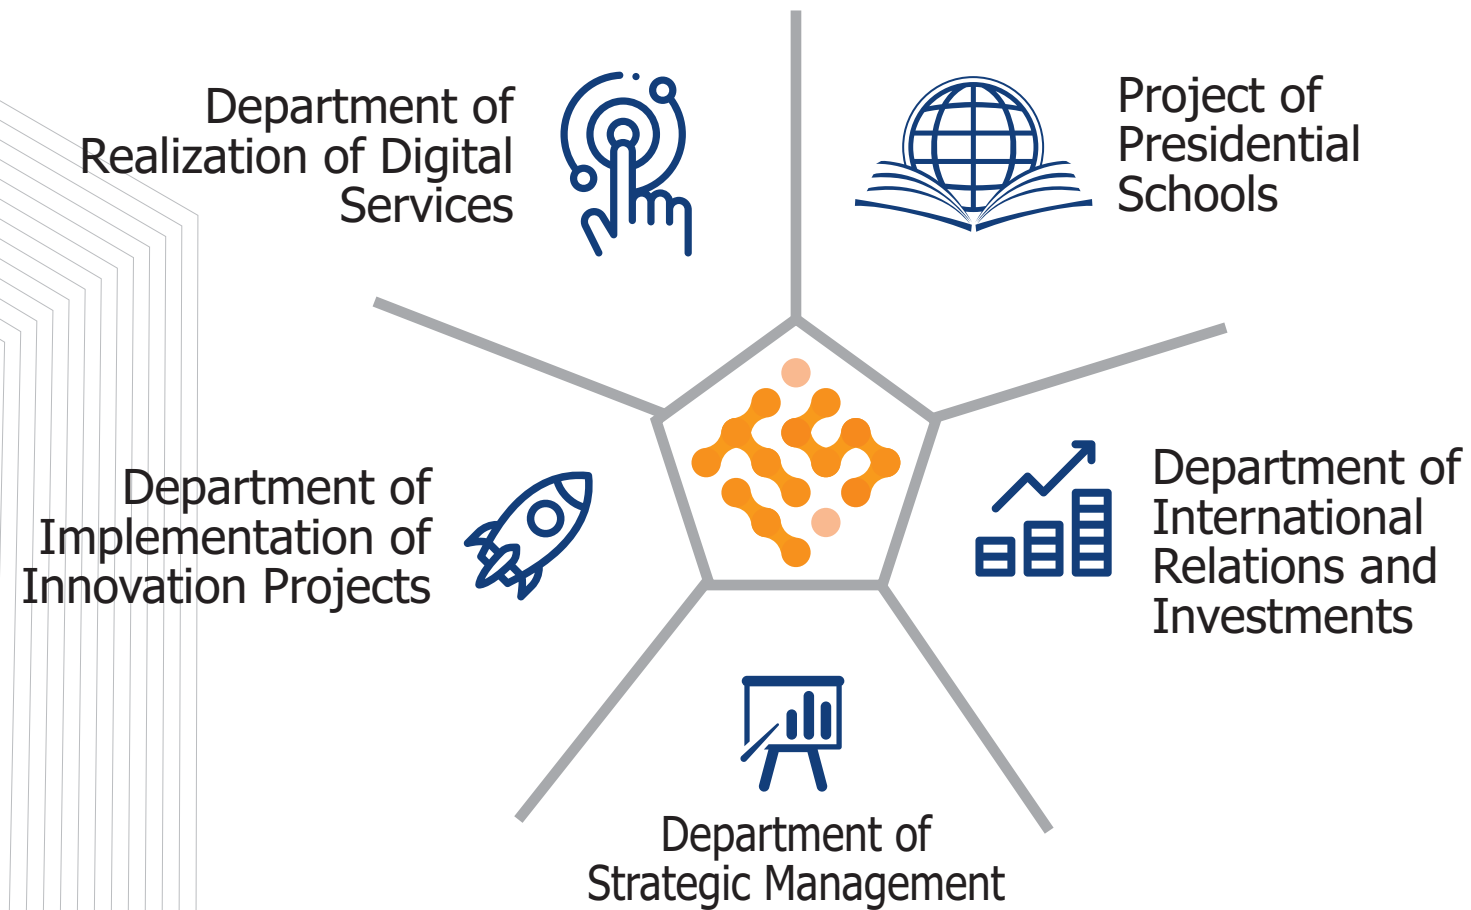 Department of
Realization of Digital
Services
Project of
Presidential
Schools
Department of
Implementation of
Innovation Projects
Department of
International
Relations and
Investments
Department of
Strategic Management